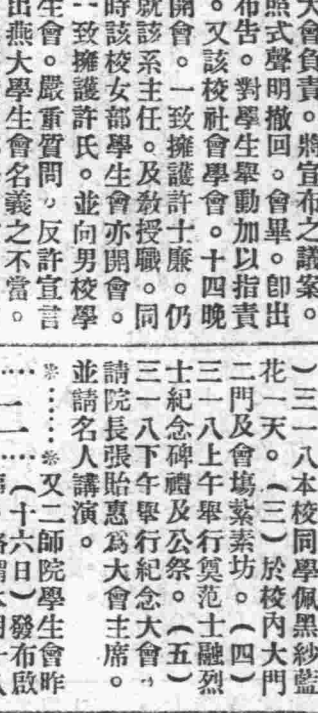 大會負責。將宣布之議案。
照式聲明撤回。會畢。卽出
布告。對學生舉動加以指責
。又該校社會學會。十四晚
開會。一致擁護許士廉。仍
就該系主任。及敎授職。同
時該校女部學生會亦開會。
一致擁護許氏。並向男校學
生會。嚴重質問。反許宣言
出燕大學生會名義之不當。
)三一八本校同學佩黑紗藍
花一天。(三)於校內大門
二門及會塲紮素坊。(四)
三一八上午舉行奠范士融烈
士紀念碑禮及公祭。(五)
三一八下午舉行紀念大會,
請院長張貽惠爲大會主席。
並請名人講演。
※……※又二師院學生會昨
…二一…(十六日)發布啟